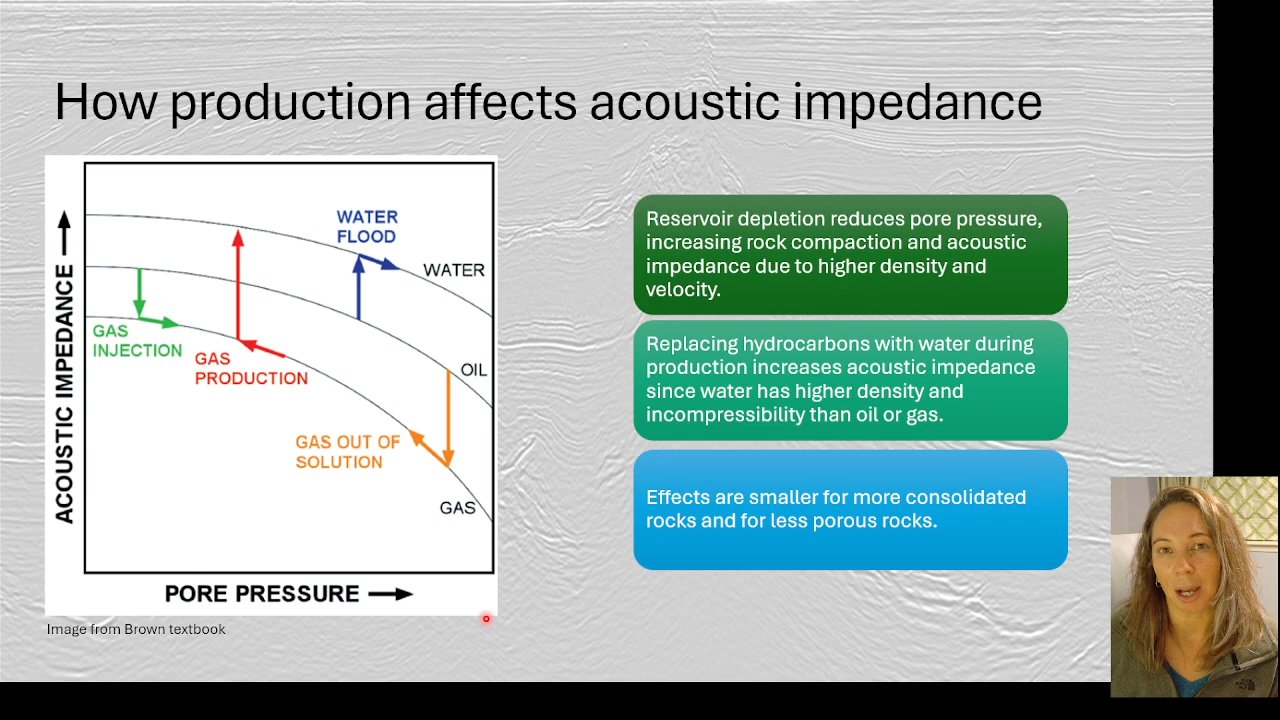 How production affects acoustic impedance
ACOUSTIC IMPEDANCE
WATER
FLOOD
WATER
GAS
INJECTION
GAS
PRODUCTION
OIL
GAS OUT OF
SOLUTION
GAS
PORE PRESSURE
Image from Brown textbook
Reservoir depletion reduces pore pressure,
increasing rock compaction and acoustic
impedance due to higher density and
velocity.
Replacing hydrocarbons with water during
production increases acoustic impedance
since water has higher density and
incompressibility than oil or gas.
Effects are smaller for more consolidated
rocks and for less porous rocks.